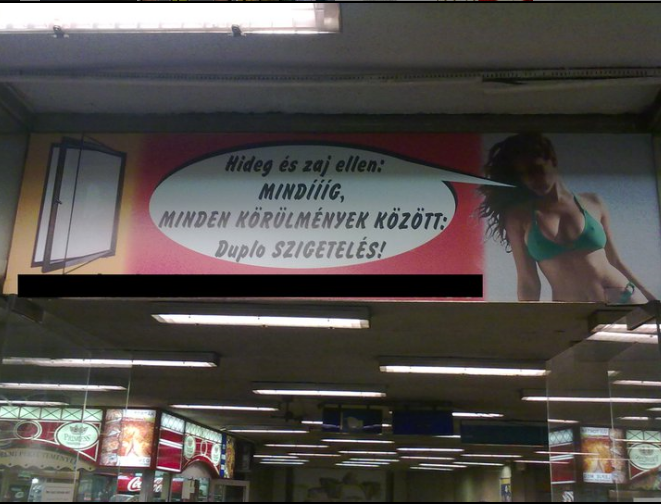 Hideg és zaj ellen:
MINDÍÍÍG,
MINDEN KÖRÜLMÉNYEK KÖZÖTT:
Duplo SZIGETELÉS!